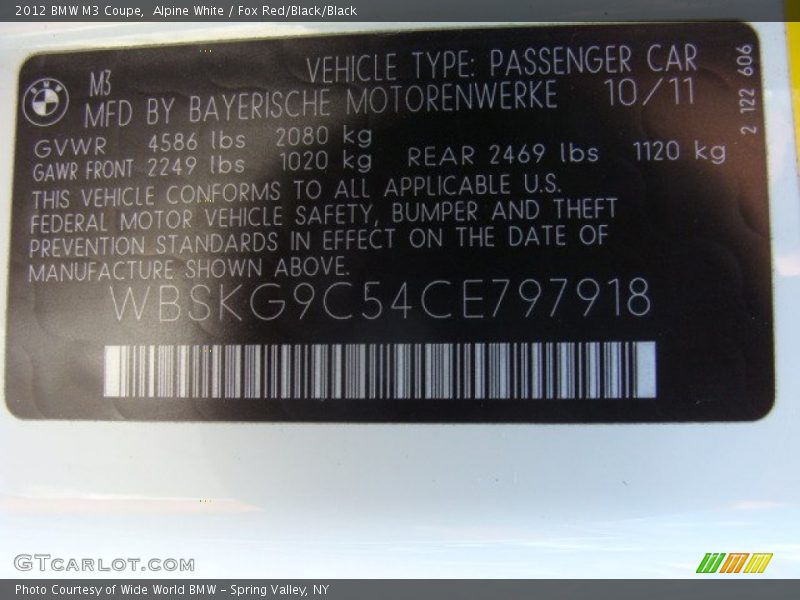 2012 BMW M3 Coupe,  Alpine White / Fox Red/Black/Black
BMW
M3
VEHICLE TYPE: PASSENGER CAR
MFD BY BAYERISCHE MOTORENWERKE 10/11
GVWR 4586 lbs 2080 kg
GAWR FRONT 2249 lbs 1020 kg REAR 2469 lbs 1120 kg
THIS VEHICLE CONFORMS TO ALL APPLICABLE U.S.
FEDERAL MOTOR VEHICLE SAFETY, BUMPER AND THEFT
PREVENTION STANDARDS IN EFFECT ON THE DATE OF
MANUFACTURE SHOWN ABOVE.
WBSKG9C54CE797918
2 122 606
GTCARLOT.COM
Photo Courtesy of Wide World BMW – Spring Valley, NY